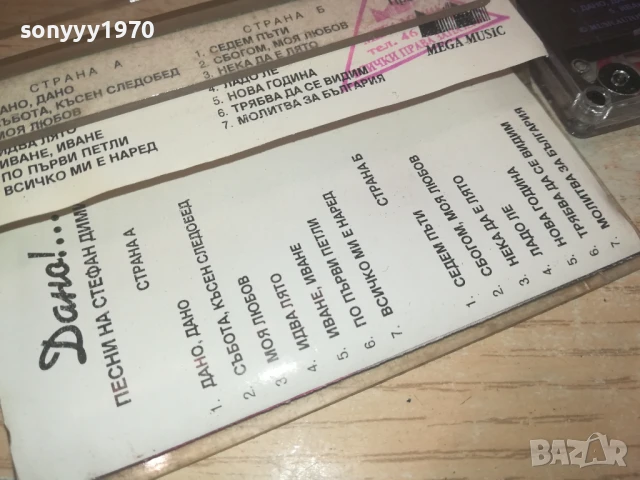 sonyyy1970
СТРАНА А
ДАНО, ДАНО
СЪБОТА, КЪСЕН СЛЕДОБЕД
МОЯ ЛЮБОВ
ИДВА ЛЯТО
ИВАНЕ, ИВАНЕ
ПО ПЪРВИ ПЕТЛИ
ВСИЧКО МИ Е НАРЕД
СТРАНА Б
1. СЕДЕМ ПЪТИ
2. СБОГОМ, МОЯ ЛЮБОВ
3. НЕКА ДА Е ЛЯТО
4. ЛАДО ЛЕ
5. НОВА ГОДИНА
6. ТРЯБВА ДА СЕ ВИДИМ
7. МОЛИТВА ЗА БЪЛГАРИЯ
тел. 46
ВСИЧКИ ПРАВА
MEGA MUSIC
Дано!...
ПЕСНИ НА СТЕФАН ДИМИ
СТРАНА А
1. ДАНО, ДАНО
2. СЪБОТА, КЪСЕН СЛЕДОБЕД
3. МОЯ ЛЮБОВ
4. ИДВА ЛЯТО
5. ИВАНЕ, ИВАНЕ
6. ПО ПЪРВИ ПЕТЛИ
7. ВСИЧКО МИ Е НАРЕД
СТРАНА Б
1. СЕДЕМ ПЪТИ
2. СБОГОМ, МОЯ ЛЮБОВ
3. НЕКА ДА Е ЛЯТО
4. ЛАДО ЛЕ
5. НОВА ГОДИНА
6. ТРЯБВА ДА СЕ ВИДИМ
7. МОЛИТВА ЗА БЪЛГАРИЯ
BAZAR